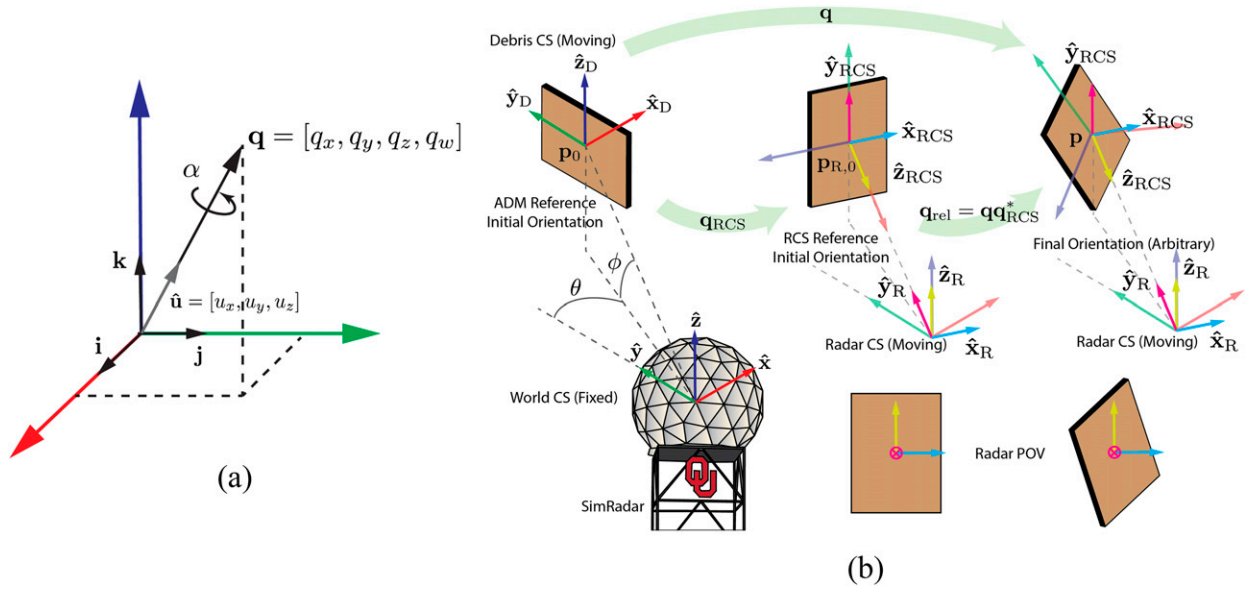 q = [q_x, q_y, q_z, q_w]
α
k
û = [u_x, u_y, u_z]
i
j
(a)
q
Debris CS (Moving)
ẑ_D
ŷ_D
x̂_D
p_0
ADM Reference
Initial Orientation
q_RCS
ŷ_RCS
x̂_RCS
p_R,0
ẑ_RCS
RCS Reference
Initial Orientation
q_rel = qq*_RCS
ŷ_RCS
x̂_RCS
p
ẑ_RCS
Final Orientation (Arbitrary)
θ
ϕ
ẑ
ŷ
x̂
World CS (Fixed)
SimRadar
OU
ẑ_R
ŷ_R
x̂_R
Radar CS (Moving)
ẑ_R
ŷ_R
x̂_R
Radar CS (Moving)
Radar POV
(b)